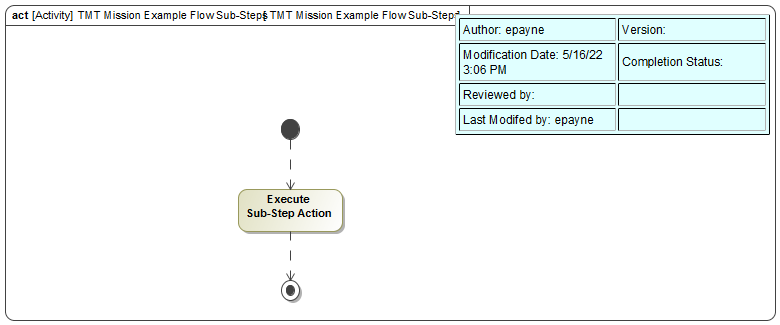 act [Activity] TMT Mission Example Flow Sub-Steps[ TMT Mission Example Flow Sub-Steps]
Author: epayne
Version:
Modification Date: 5/16/22
3:06 PM
Completion Status:
Reviewed by:
Last Modifed by: epayne
Execute
Sub-Step Action